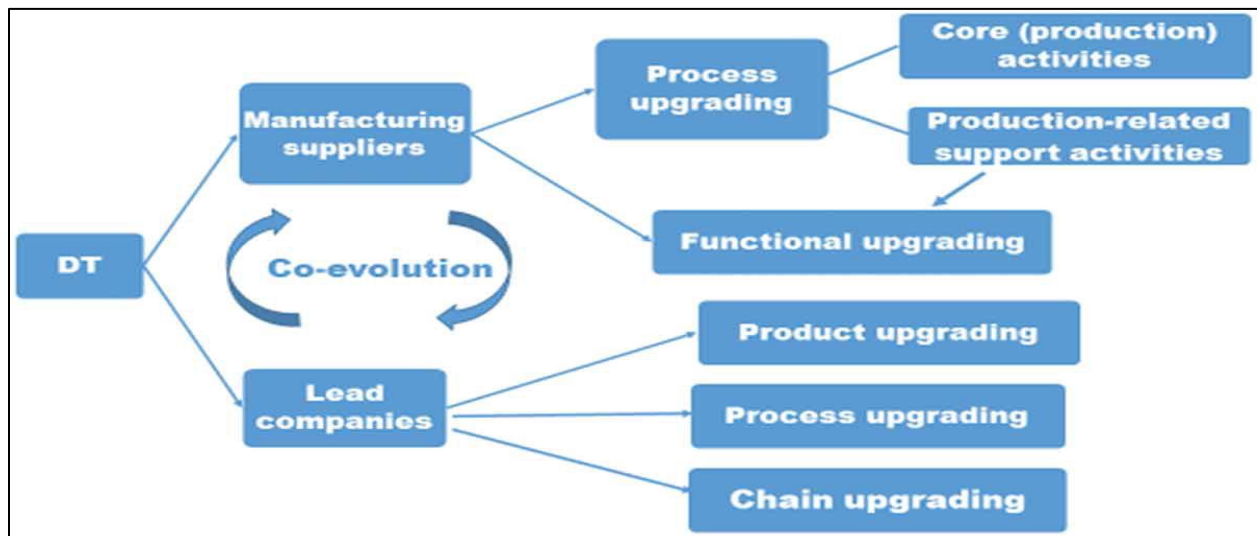 Core (production)
activities
Process
upgrading
Manufacturing
suppliers
Production-related
support activities
DT
Co-evolution
Functional upgrading
Product upgrading
Lead
companies
Process upgrading
Chain upgrading